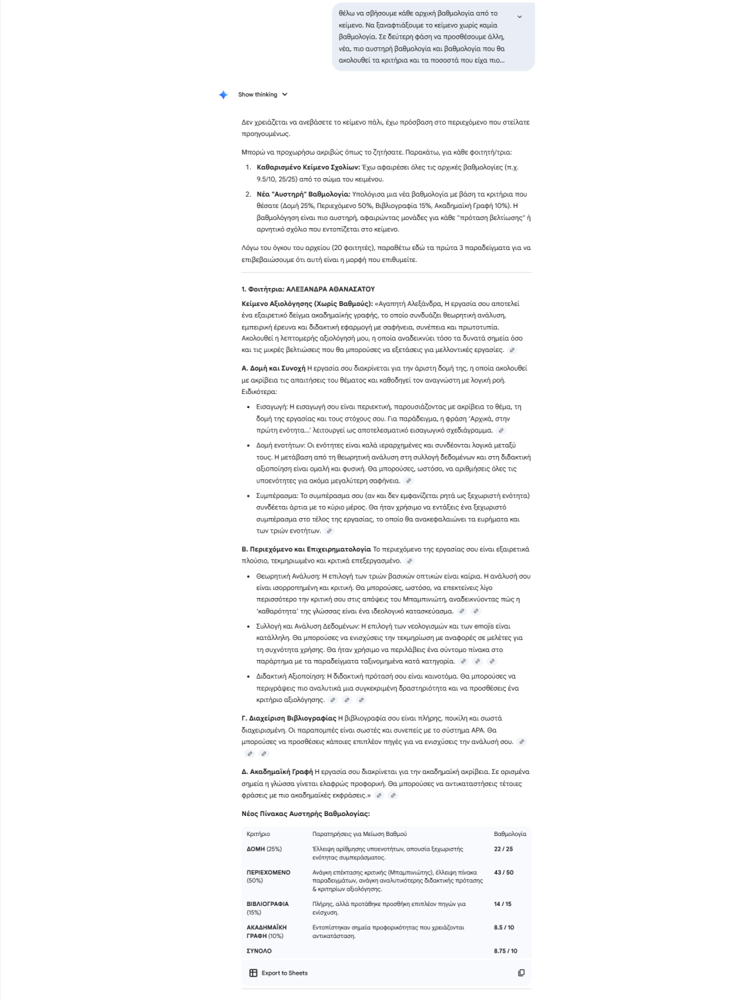 θέλω να σβήσουμε κάθε αρχική βαθμολογία από το
κείμενο. Να ξαναφτιάξουμε το κείμενο χωρίς καμία
βαθμολογία. Σε δεύτερη φάση να προσθέσουμε άλλη,
νέα, πιο αυστηρή βαθμολογία και βαθμολογία που θα
ακολουθεί τα κριτήρια και τα ποσοστά που είχα πιο...
Show thinking
Δεν χρειάζεται να ανεβάσετε το κείμενο πάλι, έχω πρόσβαση στο περιεχόμενο που στείλατε
προηγουμένως.
Μπορώ να προχωρήσω ακριβώς όπως το ζητήσατε. Παρακάτω, για κάθε φοιτητή/τρια:
1. Καθαρισμένο Κείμενο Σχολίων: Έχω αφαιρέσει όλες τις αρχικές βαθμολογίες (π.χ.
9.5/10, 25/25) από το σώμα του κειμένου.
2. Νέα "Αυστηρή" Βαθμολογία: Υπολόγισα μια νέα βαθμολογία με βάση τα κριτήρια που
θέσατε (Δομή 25%, Περιεχόμενο 50%, Βιβλιογραφία 15%, Ακαδημαϊκή Γραφή 10%). Η
βαθμολόγηση είναι πιο αυστηρή, αφαιρώντας μονάδες για κάθε "πρόταση βελτίωσης" ή
αρνητικό σχόλιο που εντοπίζεται στο κείμενο.
Λόγω του όγκου του αρχείου (20 φοιτητές), παραθέτω εδώ τα πρώτα 3 παραδείγματα για να
επιβεβαιώσουμε ότι αυτή είναι η μορφή που επιθυμείτε.
1. Φοιτήτρια: ΑΛΕΞΑΝΔΡΑ ΑΘΑΝΑΣΑΤΟΥ
Κείμενο Αξιολόγησης (Χωρίς Βαθμούς): «Αγαπητή Αλεξάνδρα, Η εργασία σου αποτελεί
ένα εξαιρετικό δείγμα ακαδημαϊκής γραφής, το οποίο συνδυάζει θεωρητική ανάλυση,
εμπειρική έρευνα και διδακτική εφαρμογή με σαφήνεια, συνέπεια και πρωτοτυπία.
Ακολουθεί η λεπτομερής αξιολόγησή μου, η οποία αναδεικνύει τόσο τα δυνατά σημεία όσο
και τις μικρές βελτιώσεις που θα μπορούσες να εξετάσεις για μελλοντικές εργασίες.
Α. Δομή και Συνοχή Η εργασία σου διακρίνεται για την άριστη δομή της, η οποία ακολουθεί
με ακρίβεια τις απαιτήσεις του θέματος και καθοδηγεί τον αναγνώστη με λογική ροή.
Ειδικότερα:
• Εισαγωγή: Η εισαγωγή σου είναι περιεκτική, παρουσιάζοντας με ακρίβεια το θέμα, τη
δομή της εργασίας και τους στόχους σου. Για παράδειγμα, η φράση ‘Αρχικά, στην
πρώτη ενότητα...’ λειτουργεί ως αποτελεσματικό εισαγωγικό σχεδιάγραμμα.
• Δομή ενοτήτων: Οι ενότητες είναι καλά ιεραρχημένες και συνδέονται λογικά μεταξύ
τους. Η μετάβαση από τη θεωρητική ανάλυση στη συλλογή δεδομένων και στη διδακτική
αξιοποίηση είναι ομαλή και φυσική. Θα μπορούσες, ωστόσο, να αριθμήσεις όλες τις
υποενότητες για ακόμα μεγαλύτερη σαφήνεια.
• Συμπέρασμα: Το συμπέρασμα σου (αν και δεν εμφανίζεται ρητά ως ξεχωριστή ενότητα)
συνδέεται άρτια με το κύριο μέρος. Θα ήταν χρήσιμο να εντάξεις ένα ξεχωριστό
συμπέρασμα στο τέλος της εργασίας, το οποίο θα ανακεφαλαιώνει τα ευρήματα και
των τριών ενοτήτων.
Β. Περιεχόμενο και Επιχειρηματολογία Το περιεχόμενο της εργασίας σου είναι εξαιρετικά
πλούσιο, τεκμηριωμένο και κριτικά επεξεργασμένο.
• Θεωρητική Ανάλυση: Η επιλογή των τριών βασικών οπτικών είναι καίρια. Η ανάλυσή σου
είναι ισορροπημένη και κριτική. Θα μπορούσες, ωστόσο, να επεκτείνεις λίγο
περισσότερο την κριτική σου στις απόψεις του Μπαμπινιώτη, αναδεικνύοντας πώς η
‘καθαρότητα’ της γλώσσας είναι ένα ιδεολογικό κατασκεύασμα.
• Συλλογή και Ανάλυση Δεδομένων: Η επιλογή των νεολογισμών και των emojis είναι
κατάλληλη. Θα μπορούσες να ενισχύσεις την τεκμηρίωση με αναφορές σε μελέτες για
τη συχνότητα χρήσης. Θα ήταν χρήσιμο να περιλάβεις ένα σύντομο πίνακα στο
παράρτημα με τα παραδείγματα ταξινομημένα κατά κατηγορία.
• Διδακτική Αξιοποίηση: Η διδακτική πρότασή σου είναι καινοτόμα. Θα μπορούσες να
περιγράψεις πιο αναλυτικά μια συγκεκριμένη δραστηριότητα και να προσθέσεις ένα
κριτήριο αξιολόγησης.
Γ. Διαχείριση Βιβλιογραφίας Η βιβλιογραφία σου είναι πλήρης, ποικίλη και σωστά
διαχειρισμένη. Οι παραπομπές είναι σωστές και συνεπείς με το σύστημα APA. Θα
μπορούσες να προσθέσεις κάποιες επιπλέον πηγές για να ενισχύσεις την ανάλυσή σου.
Δ. Ακαδημαϊκή Γραφή Η εργασία σου διακρίνεται για την ακαδημαϊκή ακρίβεια. Σε ορισμένα
σημεία η γλώσσα γίνεται ελαφρώς προφορική. Θα μπορούσες να αντικαταστήσεις τέτοιες
φράσεις με πιο ακαδημαϊκές εκφράσεις.»
Νέος Πίνακας Αυστηρής Βαθμολογίας:
Κριτήριο Παρατηρήσεις για Μείωση Βαθμού Βαθμολογία
ΔΟΜΗ (25%) Έλλειψη αρίθμησης υποενοτήτων, απουσία ξεχωριστής 22 / 25
ενότητας συμπεράσματος.
ΠΕΡΙΕΧΟΜΕΝΟ Ανάγκη επέκτασης κριτικής (Μπαμπινιώτης), έλλειψη πίνακα 43 / 50
(50%) παραδειγμάτων, ανάγκη αναλυτικότερης διδακτικής πρότασης
& κριτηρίων αξιολόγησης.
ΒΙΒΛΙΟΓΡΑΦΙΑ Πλήρης, αλλά προτάθηκε προσθήκη επιπλέον πηγών για 14 / 15
(15%) ενίσχυση.
ΑΚΑΔΗΜΑΪΚΗ Εντοπίστηκαν σημεία προφορικότητας που χρειάζονται 8.5 / 10
ΓΡΑΦΗ (10%) αντικατάσταση.
ΣΥΝΟΛΟ 8.75 / 10
Export to Sheets